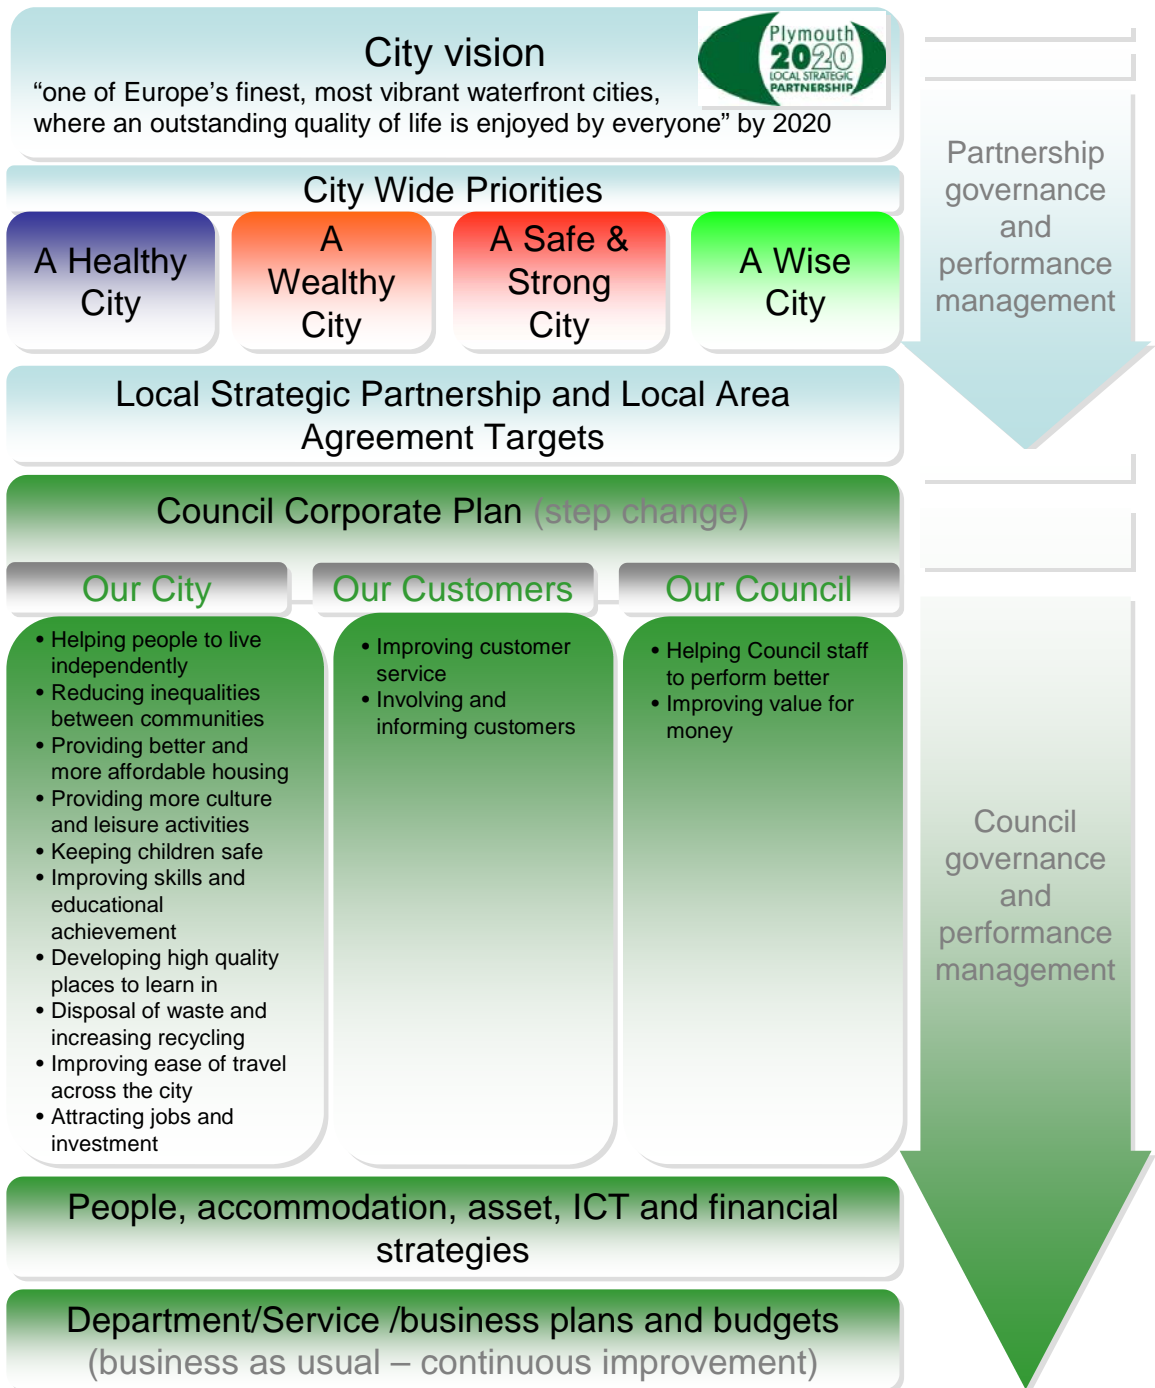 City vision
Plymouth
2020
LOCAL STRATEGIC
PARTNERSHIP
“one of Europe’s finest, most vibrant waterfront cities,
where an outstanding quality of life is enjoyed by everyone” by 2020
City Wide Priorities
A Healthy
City
A
Wealthy
City
A Safe &
Strong
City
A Wise
City
Partnership
governance
and
performance
management
Local Strategic Partnership and Local Area
Agreement Targets
Council Corporate Plan (step change)
Our City
• Helping people to live
independently
• Reducing inequalities
between communities
• Providing better and
more affordable housing
• Providing more culture
and leisure activities
• Keeping children safe
• Improving skills and
educational
achievement
• Developing high quality
places to learn in
• Disposal of waste and
increasing recycling
• Improving ease of travel
across the city
• Attracting jobs and
investment
Our Customers
• Improving customer
service
• Involving and
informing customers
Our Council
• Helping Council staff
to perform better
• Improving value for
money
Council
governance
and
performance
management
People, accommodation, asset, ICT and financial
strategies
Department/Service /business plans and budgets
(business as usual – continuous improvement)